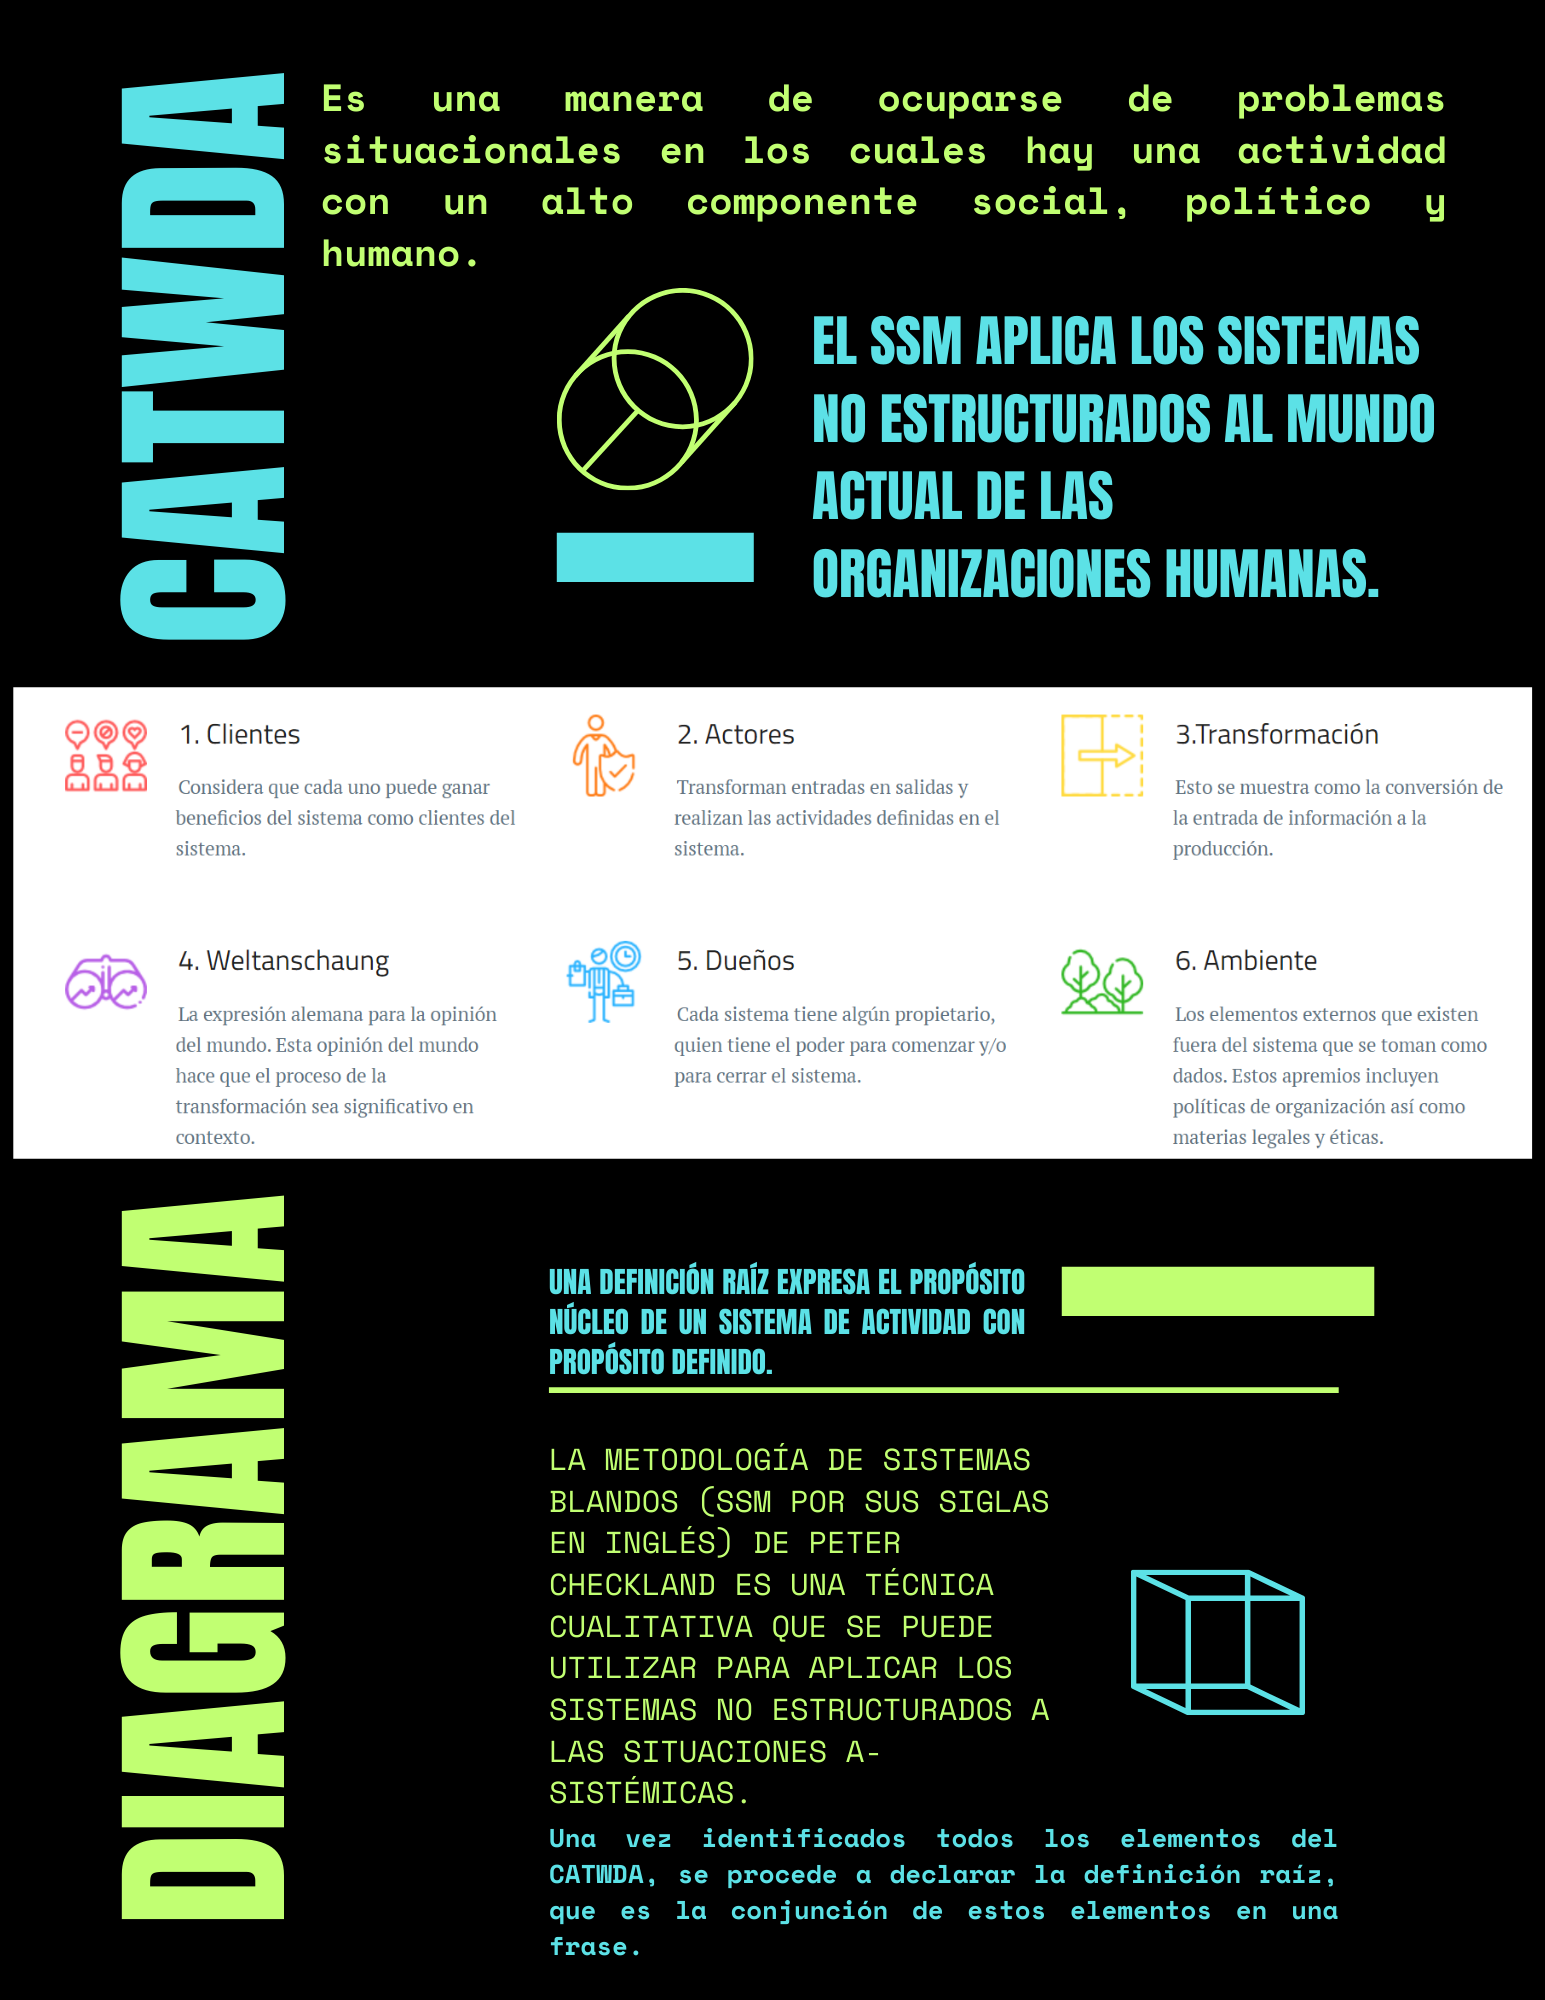 CATWDA
Es una manera de ocuparse de problemas
situacionales en los cuales hay una actividad
con un alto componente social, político y
humano.
EL SSM APLICA LOS SISTEMAS
NO ESTRUCTURADOS AL MUNDO
ACTUAL DE LAS
ORGANIZACIONES HUMANAS.
1. Clientes
Considera que cada uno puede ganar
beneficios del sistema como clientes del
sistema.
2. Actores
Transforman entradas en salidas y
realizan las actividades definidas en el
sistema.
3.Transformación
Esto se muestra como la conversión de
la entrada de información a la
producción.
4. Weltanschaung
La expresión alemana para la opinión
del mundo. Esta opinión del mundo
hace que el proceso de la
transformación sea significativo en
contexto.
5. Dueños
Cada sistema tiene algún propietario,
quien tiene el poder para comenzar y/o
para cerrar el sistema.
6. Ambiente
Los elementos externos que existen
fuera del sistema que se toman como
dados. Estos apremios incluyen
políticas de organización así como
materias legales y éticas.
DIAGRAMA
UNA DEFINICIÓN RAÍZ EXPRESA EL PROPÓSITO
NÚCLEO DE UN SISTEMA DE ACTIVIDAD CON
PROPÓSITO DEFINIDO.
LA METODOLOGÍA DE SISTEMAS
BLANDOS (SSM POR SUS SIGLAS
EN INGLÉS) DE PETER
CHECKLAND ES UNA TÉCNICA
CUALITATIVA QUE SE PUEDE
UTILIZAR PARA APLICAR LOS
SISTEMAS NO ESTRUCTURADOS A
LAS SITUACIONES A-
SISTÉMICAS.
Una vez identificados todos los elementos del
CATWDA, se procede a declarar la definición raíz,
que es la conjunción de estos elementos en una
frase.